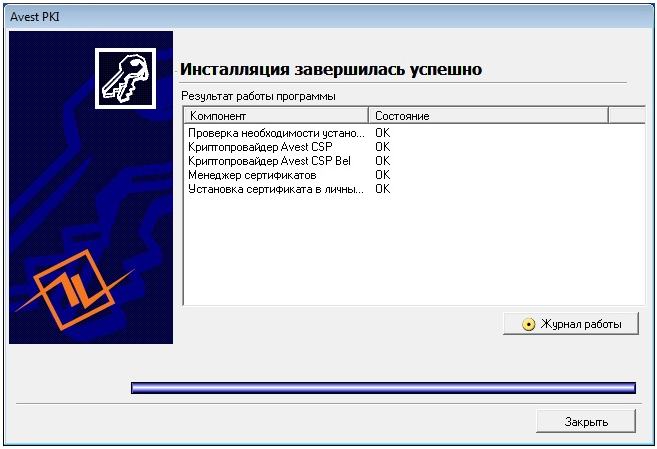 Avest PKI
Инсталляция завершилась успешно
Результат работы программы
Компонент Состояние
Проверка необходимости устано... OK
Криптопровайдер Avest CSP OK
Криптопровайдер Avest CSP Bel OK
Менеджер сертификатов OK
Установка сертификата в личны... OK
Журнал работы
Закрыть